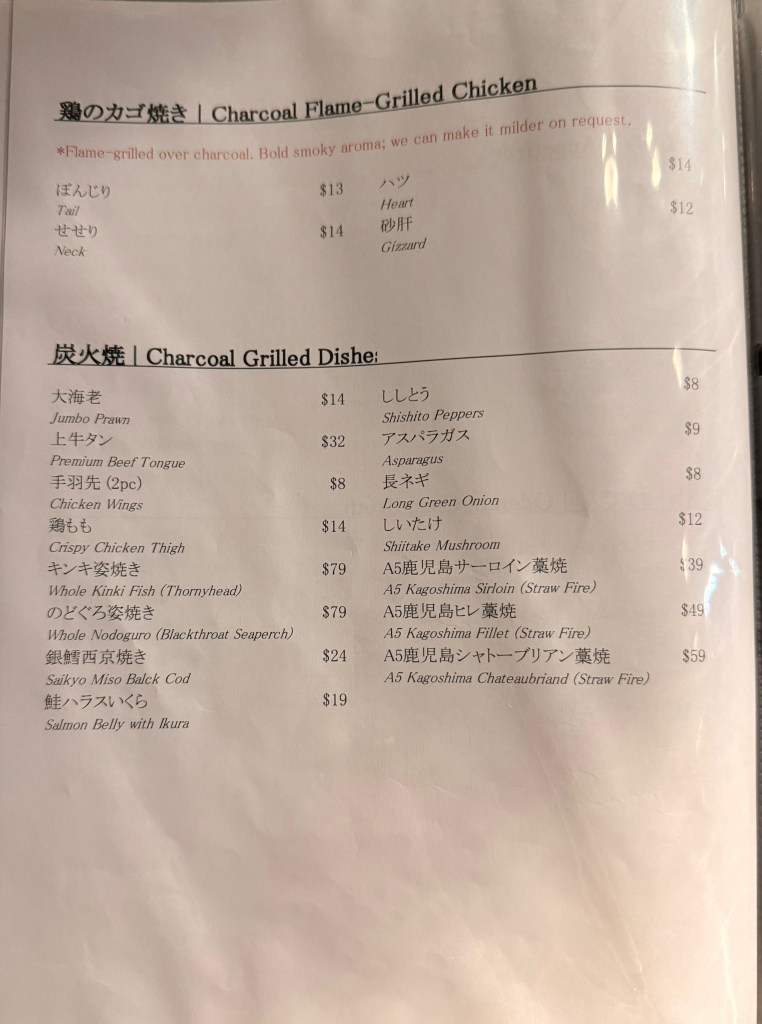 鶏のカゴ焼き | Charcoal Flame-Grilled Chicken
*Flame-grilled over charcoal. Bold smoky aroma; we can make it milder on request.
ぼんじり $13
Tail
せせり $14
Neck
ハツ $14
Heart
砂肝 $12
Gizzard
炭火焼 | Charcoal Grilled Dishes
大海老 $14
Jumbo Prawn
上牛タン $32
Premium Beef Tongue
手羽先 (2pc) $8
Chicken Wings
鶏もも $14
Crispy Chicken Thigh
キンキ姿焼き $79
Whole Kinki Fish (Thornyhead)
のどぐろ姿焼き $79
Whole Nodoguro (Blackthroat Seaperch)
銀鱈西京焼き $24
Saikyo Miso Balck Cod
鮭ハラスいくら $19
Salmon Belly with Ikura
ししとう $8
Shishito Peppers
アスパラガス $9
Asparagus
長ネギ $8
Long Green Onion
しいたけ $12
Shiitake Mushroom
A5鹿児島サーロイン藁焼 $39
A5 Kagoshima Sirloin (Straw Fire)
A5鹿児島ヒレ藁焼 $49
A5 Kagoshima Fillet (Straw Fire)
A5鹿児島シャトーブリアン藁焼 $59
A5 Kagoshima Chateaubriand (Straw Fire)